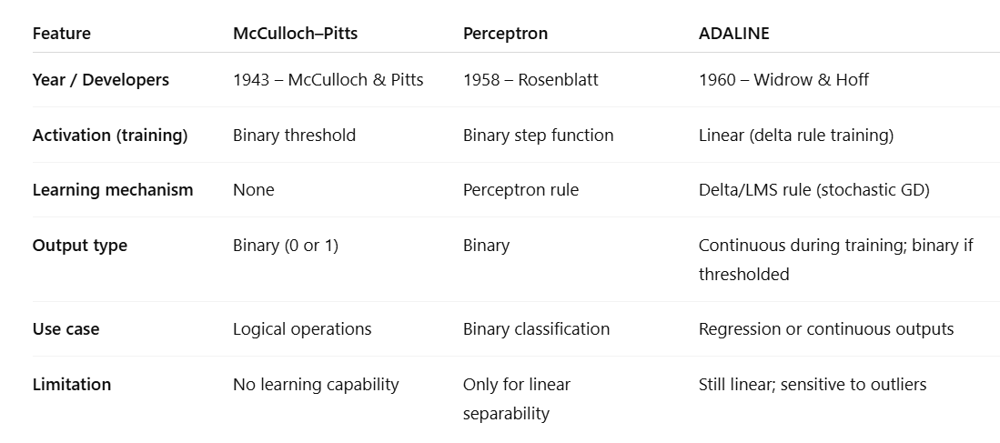 Feature McCulloch–Pitts Perceptron ADALINE
Year / Developers 1943 – McCulloch & Pitts 1958 – Rosenblatt 1960 – Widrow & Hoff
Activation (training) Binary threshold Binary step function Linear (delta rule training)
Learning mechanism None Perceptron rule Delta/LMS rule (stochastic GD)
Output type Binary (0 or 1) Binary Continuous during training; binary if
thresholded
Use case Logical operations Binary classification Regression or continuous outputs
Limitation No learning capability Only for linear Still linear; sensitive to outliers
separability